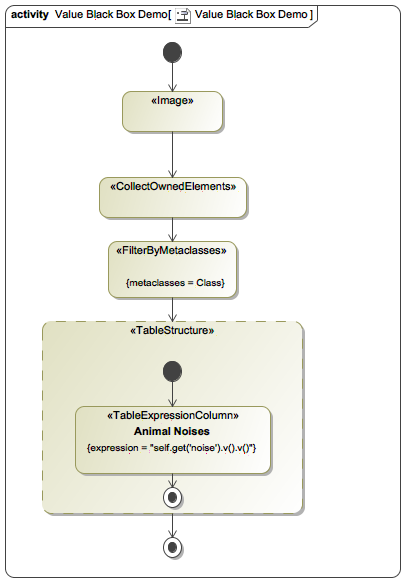 activity Value Black Box Demo[ Value Black Box Demo ]
«Image»
«CollectOwnedElements»
«FilterByMetaclasses»
{metaclasses = Class}
«TableStructure»
«TableExpressionColumn»
Animal Noises
{expression = "self.get('noise').v().v()"}